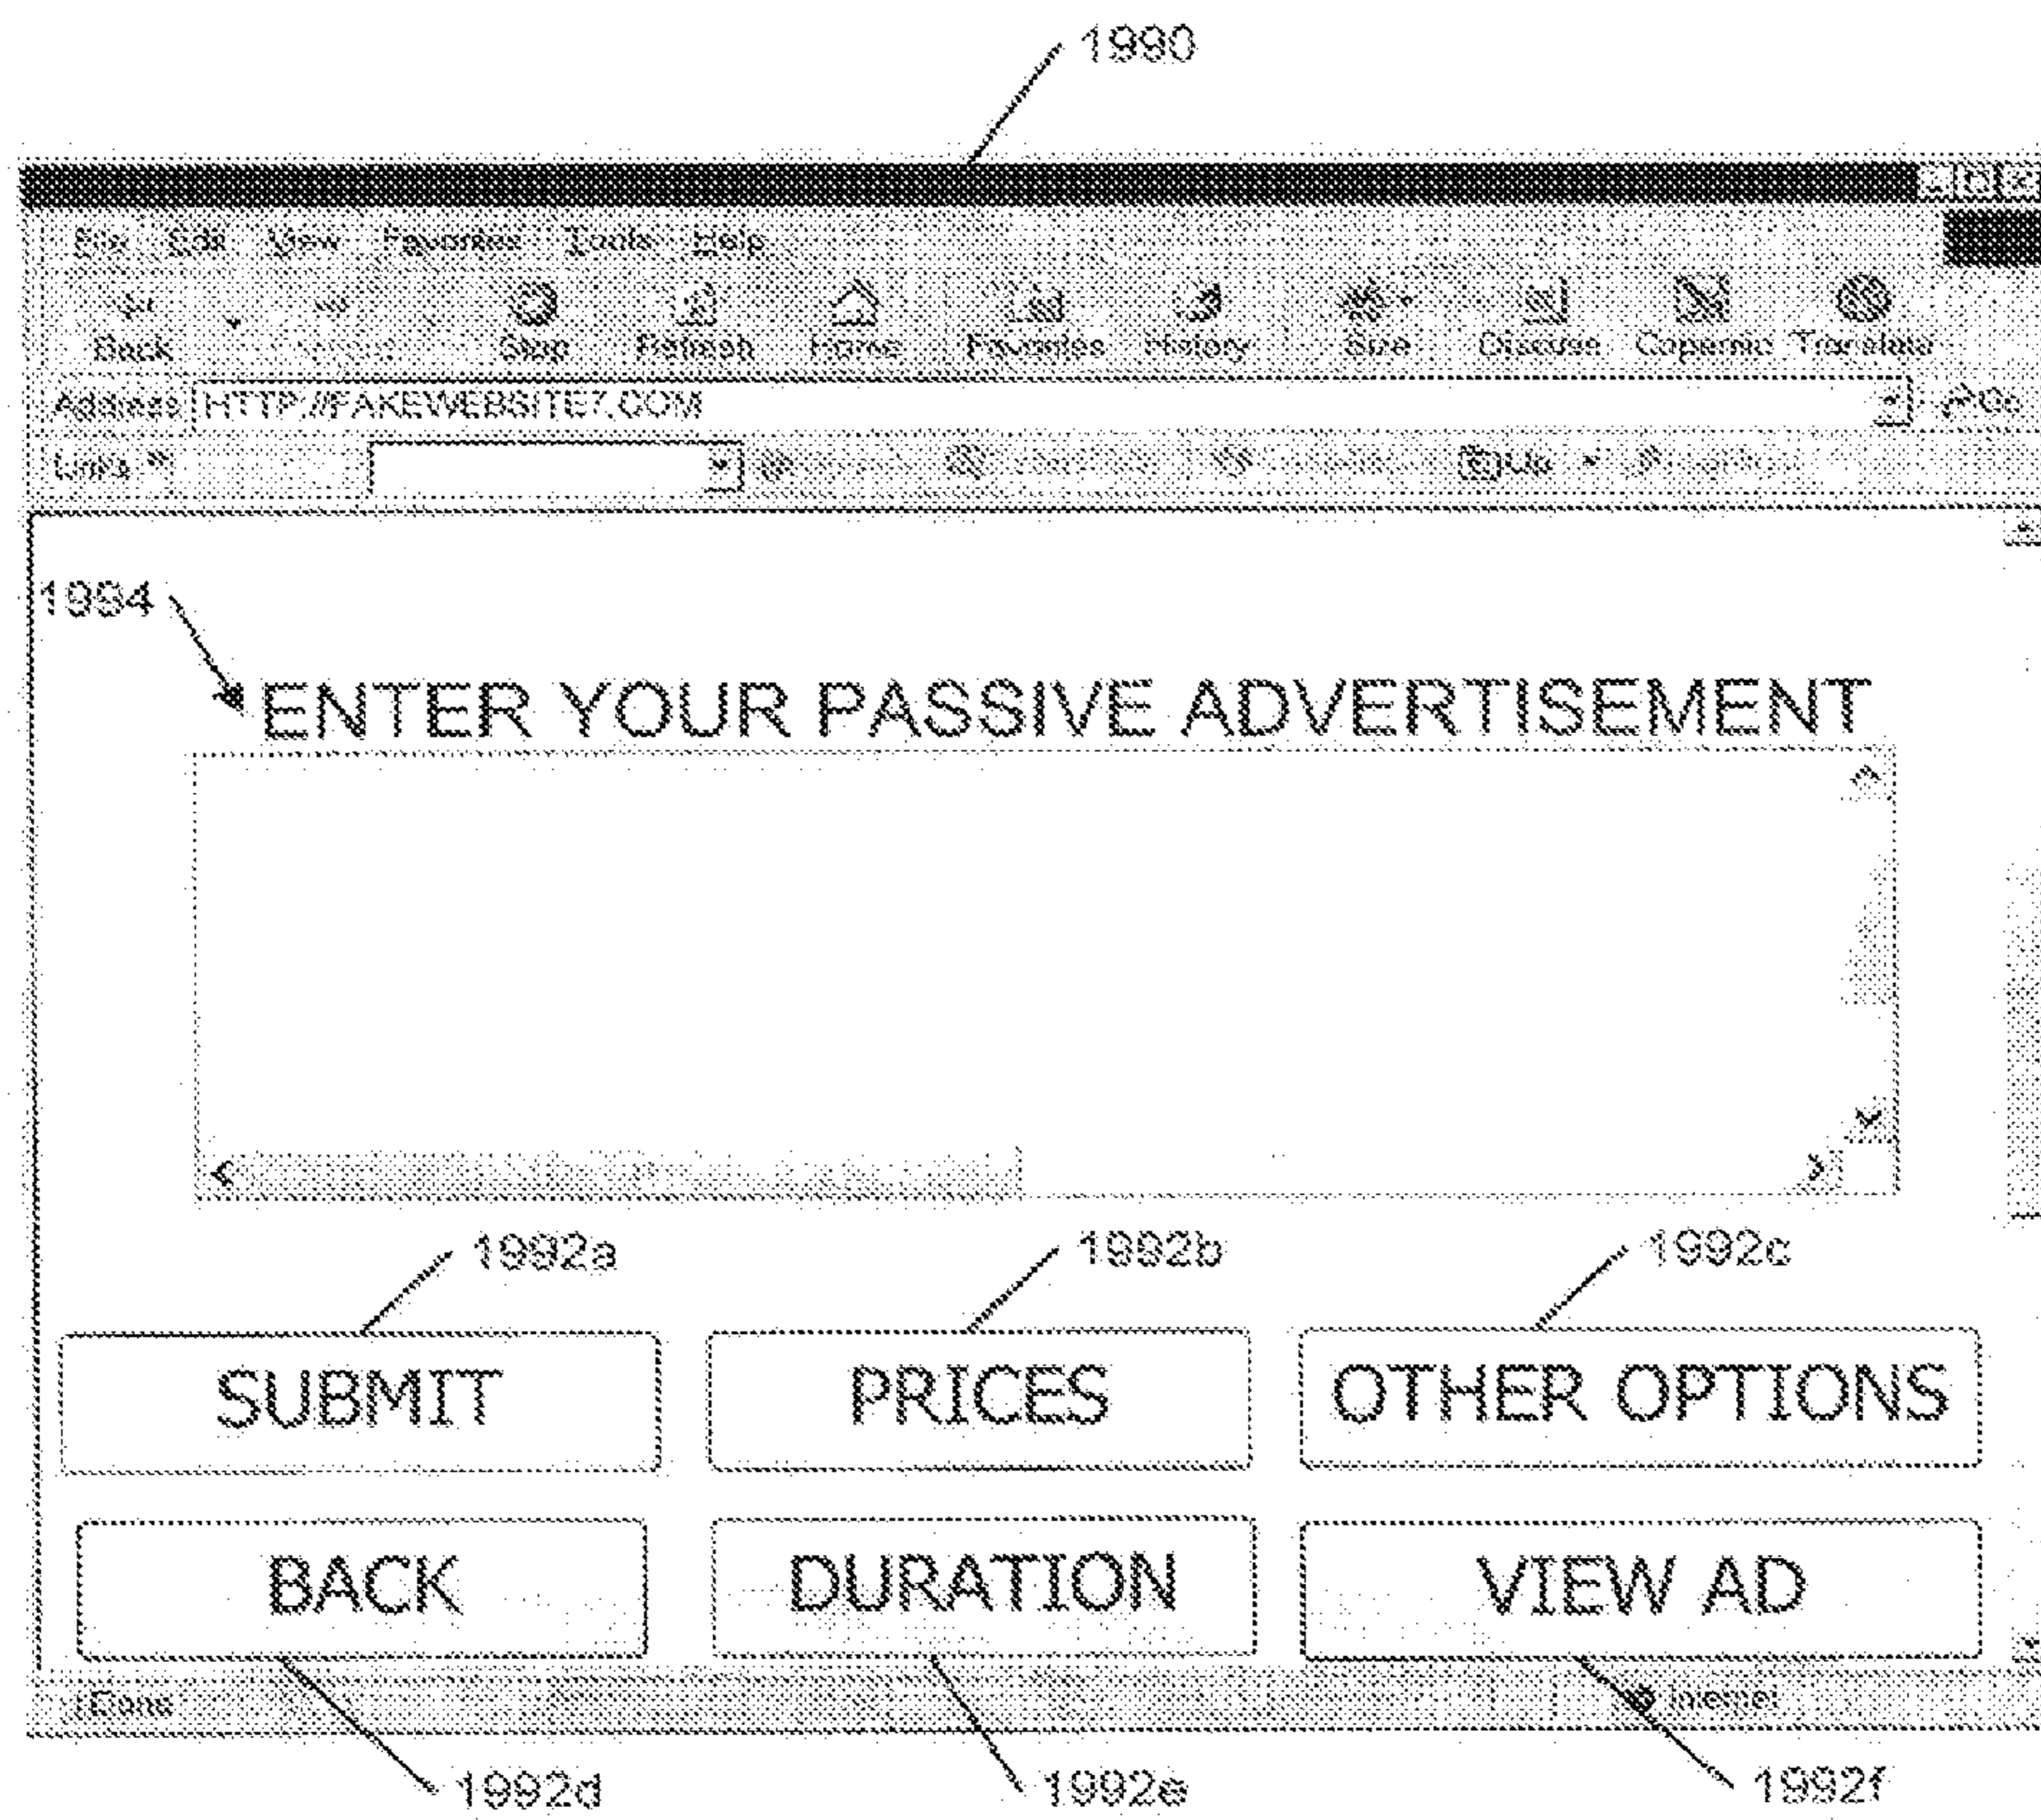 1990
File Edit View Favorites Tools Help
Back Stop Refresh Home Favorites History Size Discuss Copernic Translate
Address HTTP://FAKEWEBSITE7.COM Go
Links Up
1994
ENTER YOUR PASSIVE ADVERTISEMENT
1992a 1992b 1992c
SUBMIT PRICES OTHER OPTIONS
BACK DURATION VIEW AD
Done Internet
1992d 1992e 1992f